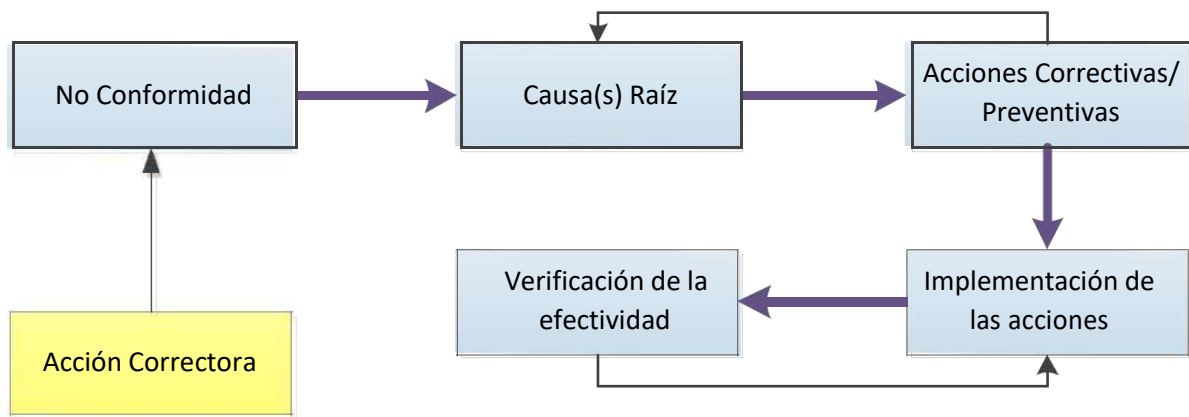 No Conformidad
Causa(s) Raíz
Acciones Correctivas/
Preventivas
Verificación de la
efectividad
Implementación de
las acciones
Acción Correctora